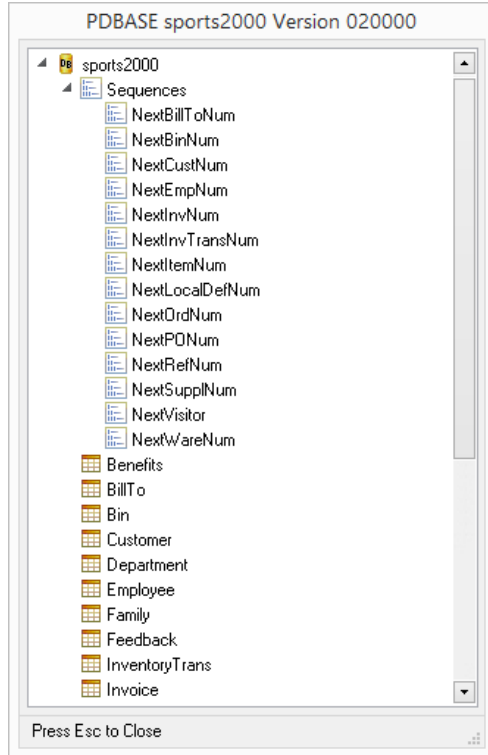 PDBASE sports2000 Version 020000
DB sports2000
Sequences
NextBillToNum
NextBinNum
NextCustNum
NextEmpNum
NextInvNum
NextInvTransNum
NextItemNum
NextLocalDefNum
NextOrdNum
NextPONum
NextRefNum
NextSupplNum
NextVisitor
NextWareNum
Benefits
BillTo
Bin
Customer
Department
Employee
Family
Feedback
InventoryTrans
Invoice
Press Esc to Close